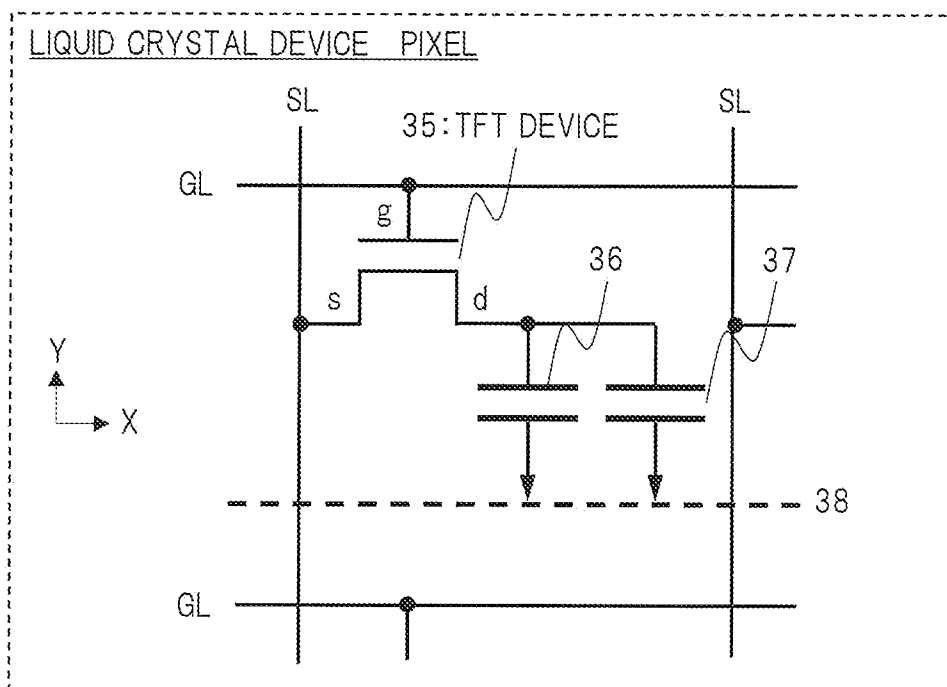 LIQUID CRYSTAL DEVICE PIXEL
SL
SL
35:TFT DEVICE
GL
g
36
37
s
d
Y
X
38
GL